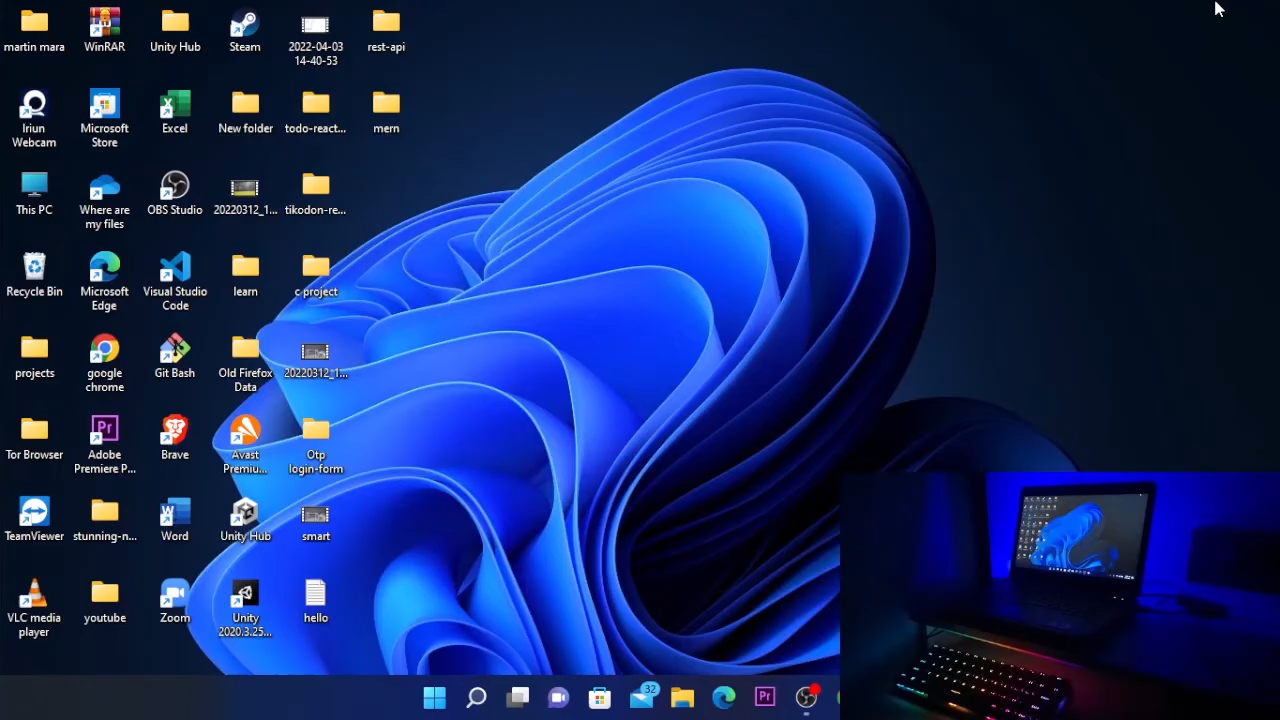 martin mara
WinRAR
Unity Hub
Steam
2022-04-03
14-40-53
rest-api
Iriun
Webcam
Microsoft
Store
Excel
New folder
todo-react...
mern
This PC
Where are
my files
OBS Studio
20220312_1...
tikodon-re...
Recycle Bin
Microsoft
Edge
Visual Studio
Code
learn
c project
projects
google
chrome
Git Bash
Old Firefox
Data
20220312_1...
Tor Browser
Adobe
Premiere P...
Brave
Avast
Premiu...
Otp
login-form
TeamViewer
stunning-n...
Word
Unity Hub
smart
VLC media
player
youtube
Zoom
Unity
2020.3.25...
hello
32
Pr